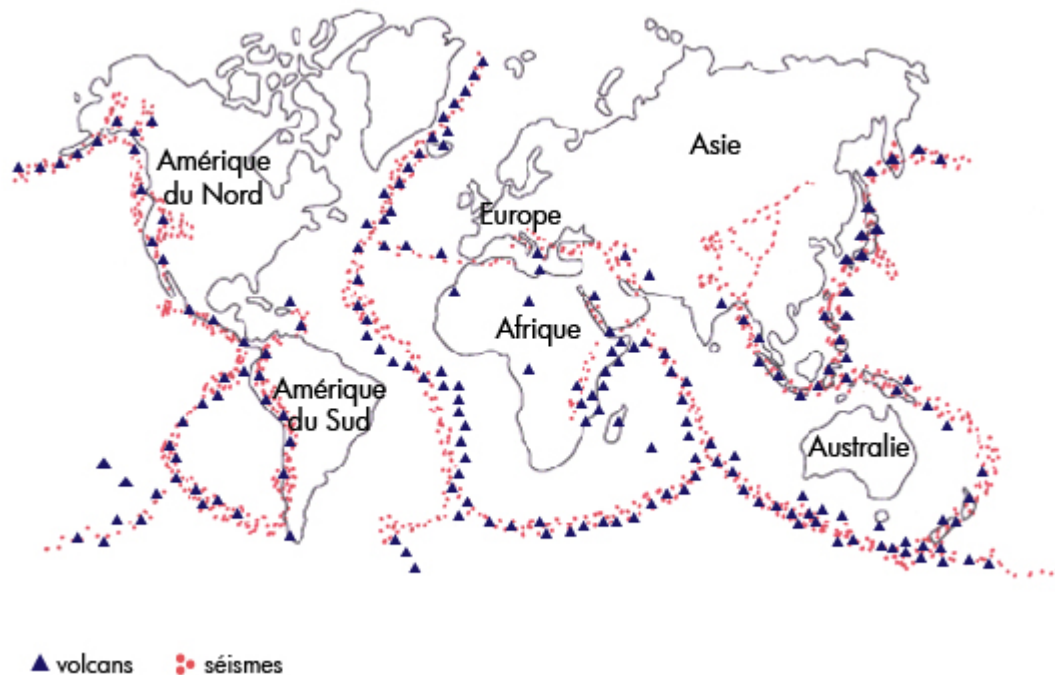 Amérique
du Nord
Europe
Asie
Afrique
Amérique
du Sud
Australie
volcans
séismes